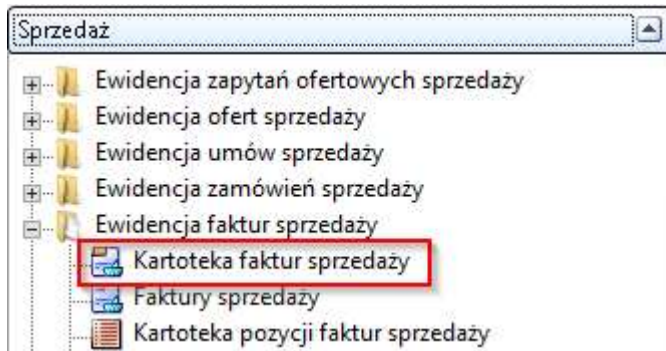 Sprzedaż
Ewidencja zapytań ofertowych sprzedaży
Ewidencja ofert sprzedaży
Ewidencja umów sprzedaży
Ewidencja zamówień sprzedaży
Ewidencja faktur sprzedaży
Kartoteka faktur sprzedaży
Faktury sprzedaży
Kartoteka pozycji faktur sprzedaży